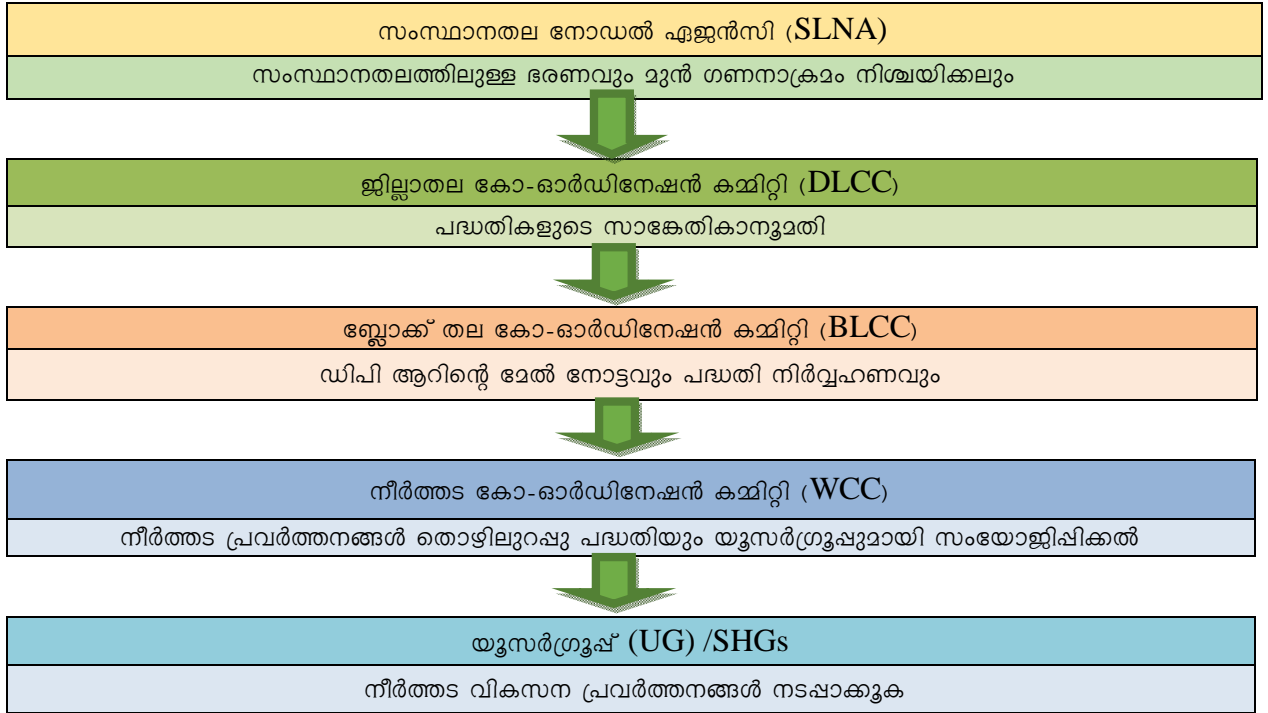 സംസ്ഥാനതല നോഡൽ ഏജൻസി (SLNA)
സംസ്ഥാനതലത്തിലുള്ള ഭരണവും മുൻ ഗണനാക്രമം നിശ്ചയിക്കലും
ജില്ലാതല കോ-ഓർഡിനേഷൻ കമ്മിറ്റി (DLCC)
പദ്ധതികളുടെ സാങ്കേതികാനൂമതി
ബ്ലോക്ക് തല കോ-ഓർഡിനേഷൻ കമ്മിറ്റി (BLCC)
ഡിപി ആറിന്റെ മേൽ നോട്ടവും പദ്ധതി നിർവ്വഹണവും
നീർത്തട കോ-ഓർഡിനേഷൻ കമ്മിറ്റി (WCC)
നീർത്തട പ്രവർത്തനങ്ങൾ തൊഴിലുറപ്പു പദ്ധതിയും യൂസർഗ്രൂപ്പുമായി സംയോജിപ്പിക്കൽ
യൂസർഗ്രൂപ്പ് (UG) /SHGs
നീർത്തട വികസന പ്രവർത്തനങ്ങൾ നടപ്പാക്കൂക